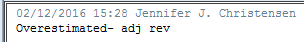 02/12/2016 15:28 Jennifer J. Christensen
Overestimated- adj rev